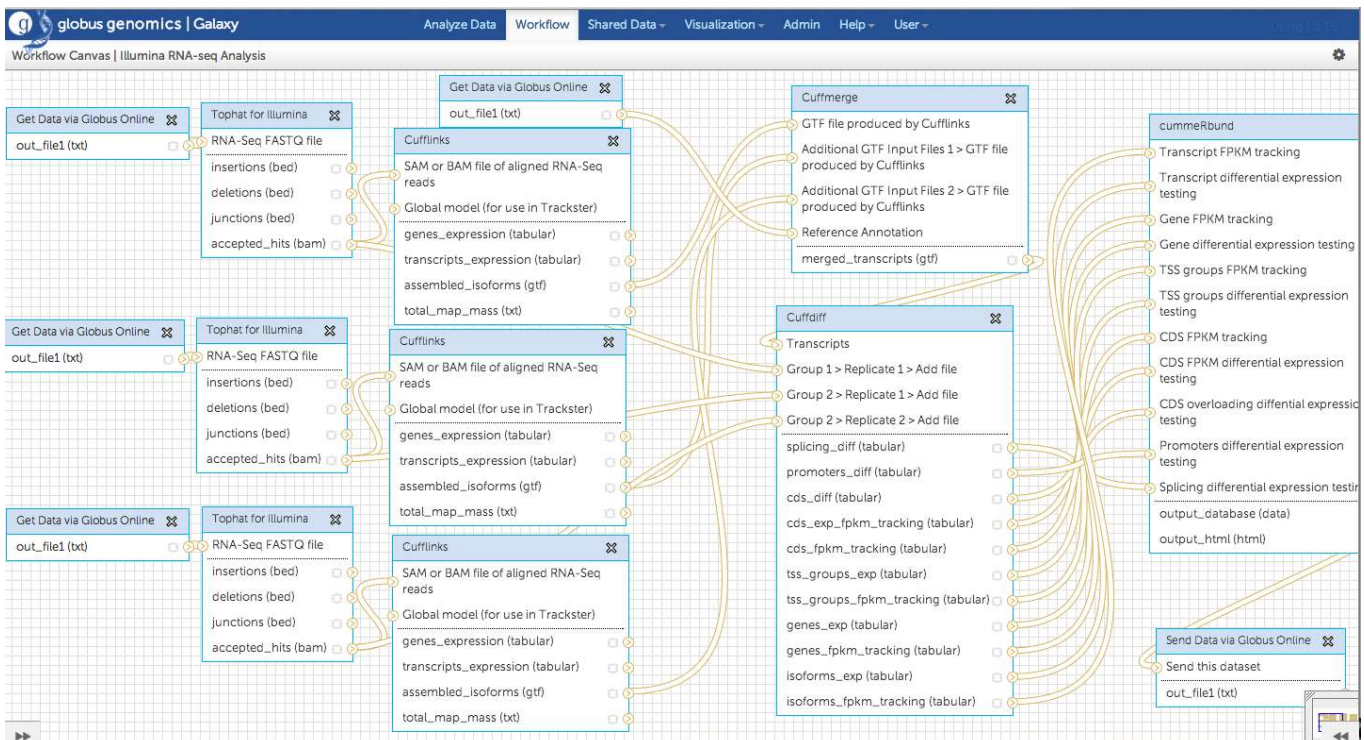 globus genomics | Galaxy
Analyze Data
Workflow
Shared Data
Visualization
Admin
Help
User
Workflow Canvas | Illumina RNA-seq Analysis
Get Data via Globus Online
out_file1 (txt)
Tophat for Illumina
RNA-Seq FASTQ file
insertions (bed)
deletions (bed)
junctions (bed)
accepted_hits (bam)
Get Data via Globus Online
out_file1 (txt)
Cufflinks
SAM or BAM file of aligned RNA-Seq
reads
Global model (for use in Trackster)
genes_expression (tabular)
transcripts_expression (tabular)
assembled_isoforms (gtf)
total_map_mass (txt)
Get Data via Globus Online
out_file1 (txt)
Tophat for Illumina
RNA-Seq FASTQ file
insertions (bed)
deletions (bed)
junctions (bed)
accepted_hits (bam)
Cufflinks
SAM or BAM file of aligned RNA-Seq
reads
Global model (for use in Trackster)
genes_expression (tabular)
transcripts_expression (tabular)
assembled_isoforms (gtf)
total_map_mass (txt)
Get Data via Globus Online
out_file1 (txt)
Tophat for Illumina
RNA-Seq FASTQ file
insertions (bed)
deletions (bed)
junctions (bed)
accepted_hits (bam)
Cufflinks
SAM or BAM file of aligned RNA-Seq
reads
Global model (for use in Trackster)
genes_expression (tabular)
transcripts_expression (tabular)
assembled_isoforms (gtf)
total_map_mass (txt)
Cuffmerge
GTF file produced by Cufflinks
Additional GTF Input Files 1 > GTF file
produced by Cufflinks
Additional GTF Input Files 2 > GTF file
produced by Cufflinks
Reference Annotation
merged_transcripts (gtf)
Cuffdiff
Transcripts
Group 1 > Replicate 1 > Add file
Group 2 > Replicate 1 > Add file
Group 2 > Replicate 2 > Add file
splicing_diff (tabular)
promoters_diff (tabular)
cds_diff (tabular)
cds_exp_fpkm_tracking (tabular)
cds_fpkm_tracking (tabular)
tss_groups_exp (tabular)
tss_groups_fpkm_tracking (tabular)
genes_exp (tabular)
genes_fpkm_tracking (tabular)
isoforms_exp (tabular)
isoforms_fpkm_tracking (tabular)
cummeRbund
Transcript FPKM tracking
Transcript differential expression
testing
Gene FPKM tracking
Gene differential expression testing
TSS groups FPKM tracking
TSS groups differential expression
testing
CDS FPKM tracking
CDS FPKM differential expression
testing
CDS overloading diffential expressio
testing
Promoters differential expression
testing
Splicing differential expression testin
output_database (data)
output_html (html)
Send Data via Globus Online
Send this dataset
out_file1 (txt)